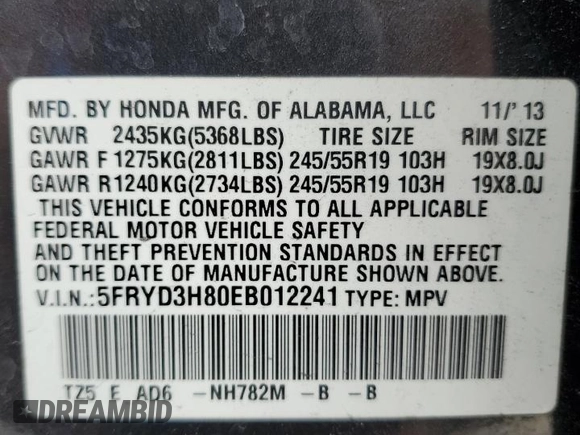 MFD. BY HONDA MFG. OF ALABAMA, LLC 11/'13
GVWR 2435KG(5368LBS) TIRE SIZE RIM SIZE
GAWR F 1275KG(2811LBS) 245/55R19 103H 19X8.0J
GAWR R 1240KG(2734LBS) 245/55R19 103H 19X8.0J
THIS VEHICLE CONFORMS TO ALL APPLICABLE
FEDERAL MOTOR VEHICLE SAFETY
AND THEFT PREVENTION STANDARDS IN EFFECT
ON THE DATE OF MANUFACTURE SHOWN ABOVE.
V.I.N.:5FRYD3H80EB012241 TYPE: MPV
TZ5 E AD6 -NH782M -B -B
DREAMBID